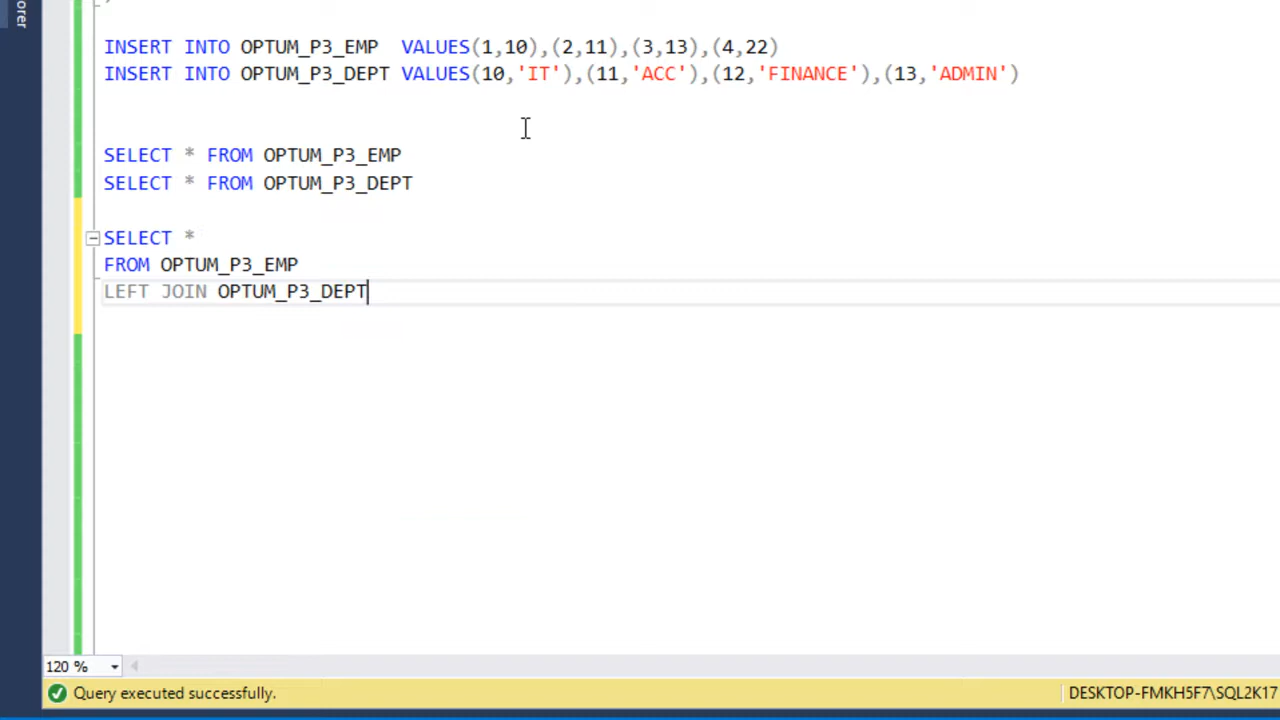 orer
INSERT INTO OPTUM_P3_EMP  VALUES(1,10),(2,11),(3,13),(4,22)
INSERT INTO OPTUM_P3_DEPT VALUES(10,'IT'),(11,'ACC'),(12,'FINANCE'),(13,'ADMIN')
SELECT * FROM OPTUM_P3_EMP
SELECT * FROM OPTUM_P3_DEPT
SELECT *
FROM OPTUM_P3_EMP
LEFT JOIN OPTUM_P3_DEPT
120 %
Query executed successfully.
DESKTOP-FMKH5F7\SQL2K17